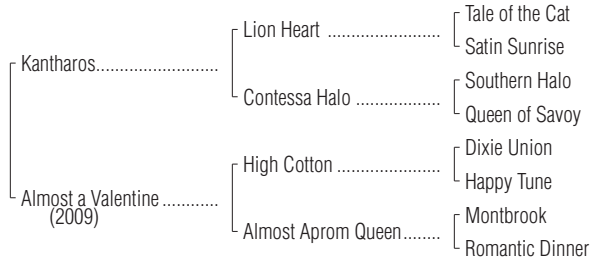 Tale of the Cat
Lion Heart ........................
Satin Sunrise
Kantharos..........................
Southern Halo
Contessa Halo ..................
Queen of Savoy
Dixie Union
High Cotton ......................
Happy Tune
Almost a Valentine ............
(2009)
Montbrook
Almost Aprom Queen........
Romantic Dinner